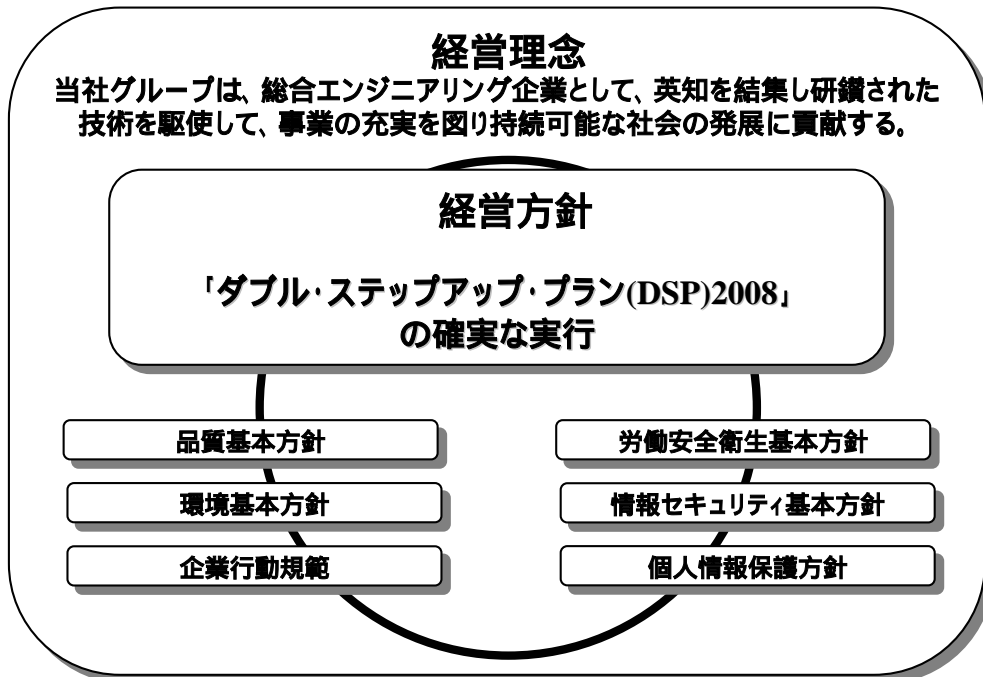 経営理念
当社グループは、総合エンジニアリング企業として、英知を結集し研鑽された
技術を駆使して、事業の充実を図り持続可能な社会の発展に貢献する。
経営方針
「ダブル・ステップアップ・プラン(DSP)2008」
の確実な実行
品質基本方針
環境基本方針
企業行動規範
労働安全衛生基本方針
情報セキュリティ基本方針
個人情報保護方針